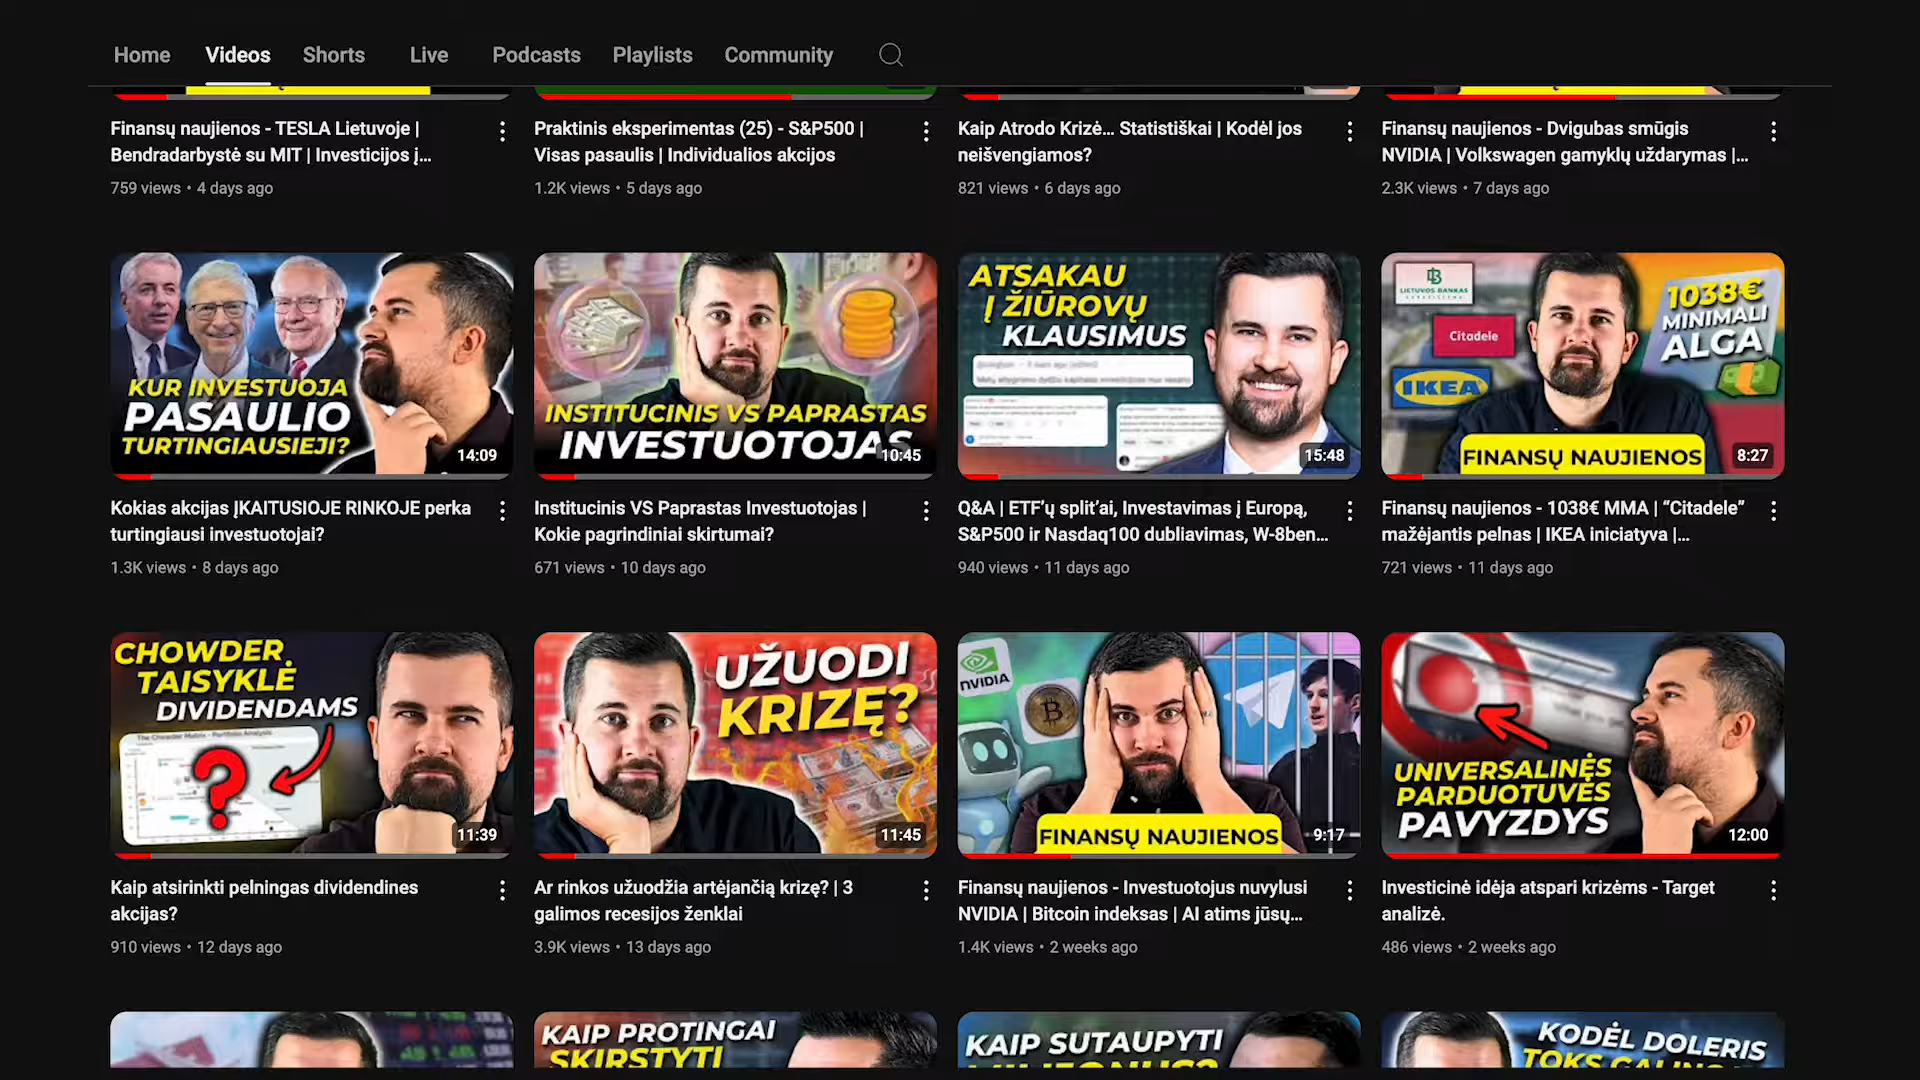 Home Videos Shorts Live Podcasts Playlists Community
Finansų naujienos - TESLA Lietuvoje |
Bendradarbystė su MIT | Investicijos į...
759 views • 4 days ago
Praktinis eksperimentas (25) - S&P500 |
Visas pasaulis | Individualios akcijos
1.2K views • 5 days ago
Kaip Atrodo Krizė... Statistiškai | Kodėl jos
neišvengiamos?
821 views • 6 days ago
Finansų naujienos - Dvigubas smūgis
NVIDIA | Volkswagen gamyklų uždarymas |...
2.3K views • 7 days ago
KUR INVESTUOJA
PASAULIO
TURTINGIAUSIEJI?
14:09
INSTITUCINIS VS PAPRASTAS
INVESTUOTOJAS
10:45
ATSAKAU
Į ŽIŪROVŲ
KLAUSIMUS
15:48
LIETUVOS BANKAS
Citadele
IKEA
1038€
MINIMALI
ALGA
FINANSŲ NAUJIENOS
8:27
Kokias akcijas ĮKAITUSIOJE RINKOJE perka
turtingiausi investuotojai?
1.3K views • 8 days ago
Institucinis VS Paprastas Investuotojas |
Kokie pagrindiniai skirtumai?
671 views • 10 days ago
Q&A | ETF’ų split’ai, Investavimas į Europą,
S&P500 ir Nasdaq100 dubliavimas, W-8ben...
940 views • 11 days ago
Finansų naujienos - 1038€ MMA | “Citadele”
mažėjantis pelnas | IKEA iniciatyva |...
721 views • 11 days ago
CHOWDER
TAISYKLĖ
DIVIDENDAMS
The Chowder Matrix - Portfolio Analysis
?
11:39
UŽUODI
KRIZĘ?
11:45
NVIDIA
FINANSŲ NAUJIENOS
9:17
UNIVERSALINĖS
PARDUOTUVĖS
PAVYZDYS
12:00
Kaip atsirinkti pelningas dividendines
akcijas?
910 views • 12 days ago
Ar rinkos užuodžia artėjančią krizę? | 3
galimos recesijos ženklai
3.9K views • 13 days ago
Finansų naujienos - Investuotojus nuvylusi
NVIDIA | Bitcoin indeksas | AI atims jūsų...
1.4K views • 2 weeks ago
Investicinė idėja atspari krizėms - Target
analizė.
486 views • 2 weeks ago
KAIP PROTINGAI
SKIRSTYTI
KAIP SUTAUPYTI
KODĖL DOLERIS
TOKS